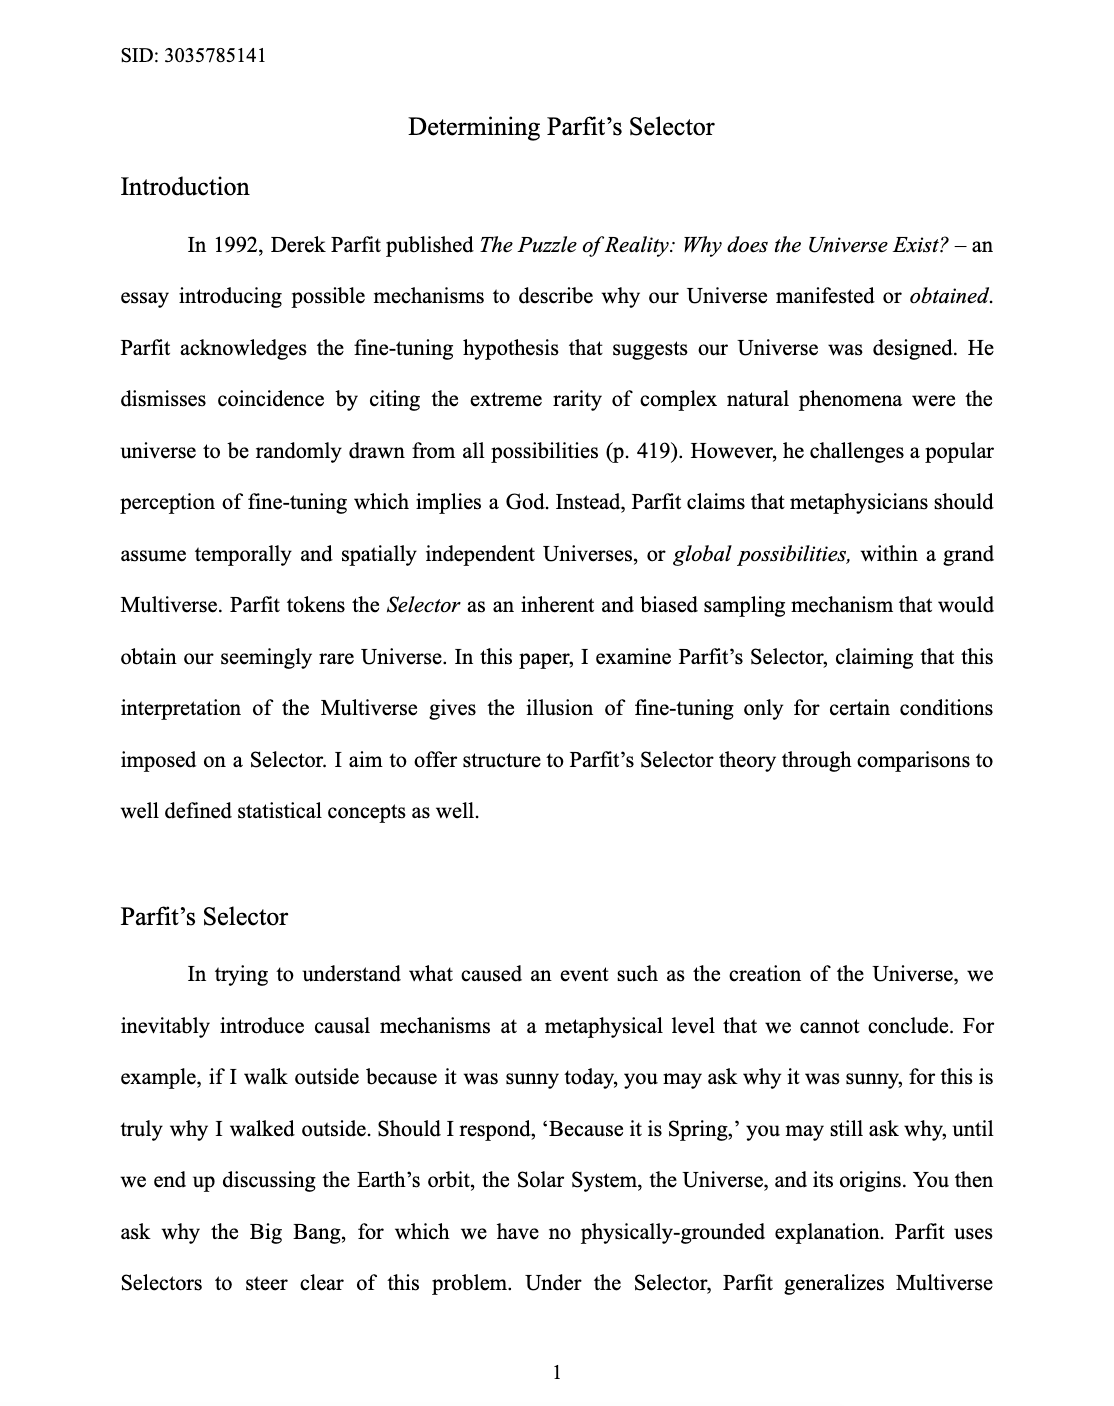 SID: 3035785141
Determining Parfit’s Selector
Introduction
In 1992, Derek Parfit published The Puzzle of Reality: Why does the Universe Exist? – an
essay introducing possible mechanisms to describe why our Universe manifested or obtained.
Parfit acknowledges the fine-tuning hypothesis that suggests our Universe was designed. He
dismisses coincidence by citing the extreme rarity of complex natural phenomena were the
universe to be randomly drawn from all possibilities (p. 419). However, he challenges a popular
perception of fine-tuning which implies a God. Instead, Parfit claims that metaphysicians should
assume temporally and spatially independent Universes, or global possibilities, within a grand
Multiverse. Parfit tokens the Selector as an inherent and biased sampling mechanism that would
obtain our seemingly rare Universe. In this paper, I examine Parfit’s Selector, claiming that this
interpretation of the Multiverse gives the illusion of fine-tuning only for certain conditions
imposed on a Selector. I aim to offer structure to Parfit’s Selector theory through comparisons to
well defined statistical concepts as well.
Parfit’s Selector
In trying to understand what caused an event such as the creation of the Universe, we
inevitably introduce causal mechanisms at a metaphysical level that we cannot conclude. For
example, if I walk outside because it was sunny today, you may ask why it was sunny, for this is
truly why I walked outside. Should I respond, ‘Because it is Spring,’ you may still ask why, until
we end up discussing the Earth’s orbit, the Solar System, the Universe, and its origins. You then
ask why the Big Bang, for which we have no physically-grounded explanation. Parfit uses
Selectors to steer clear of this problem. Under the Selector, Parfit generalizes Multiverse
1